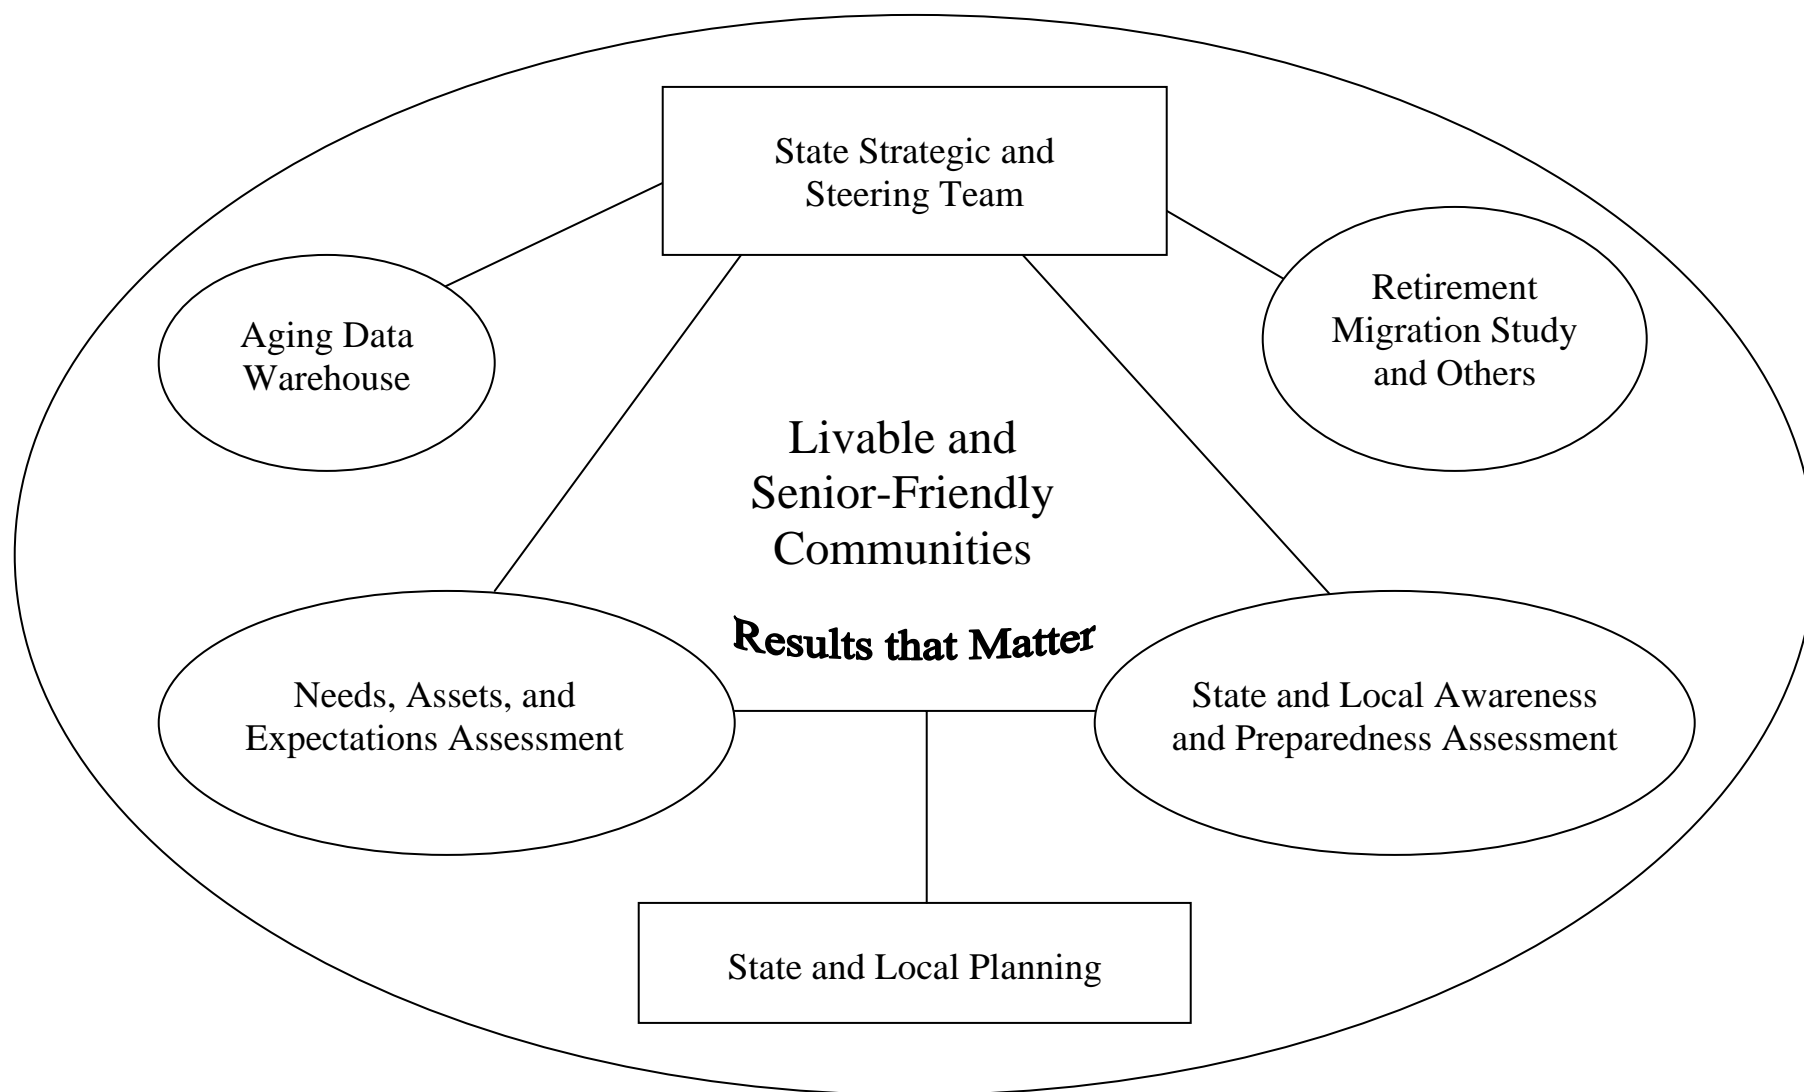 State Strategic and
Steering Team
Aging Data
Warehouse
Retirement
Migration Study
and Others
Livable and
Senior-Friendly
Communities
Results that Matter
Needs, Assets, and
Expectations Assessment
State and Local Awareness
and Preparedness Assessment
State and Local Planning